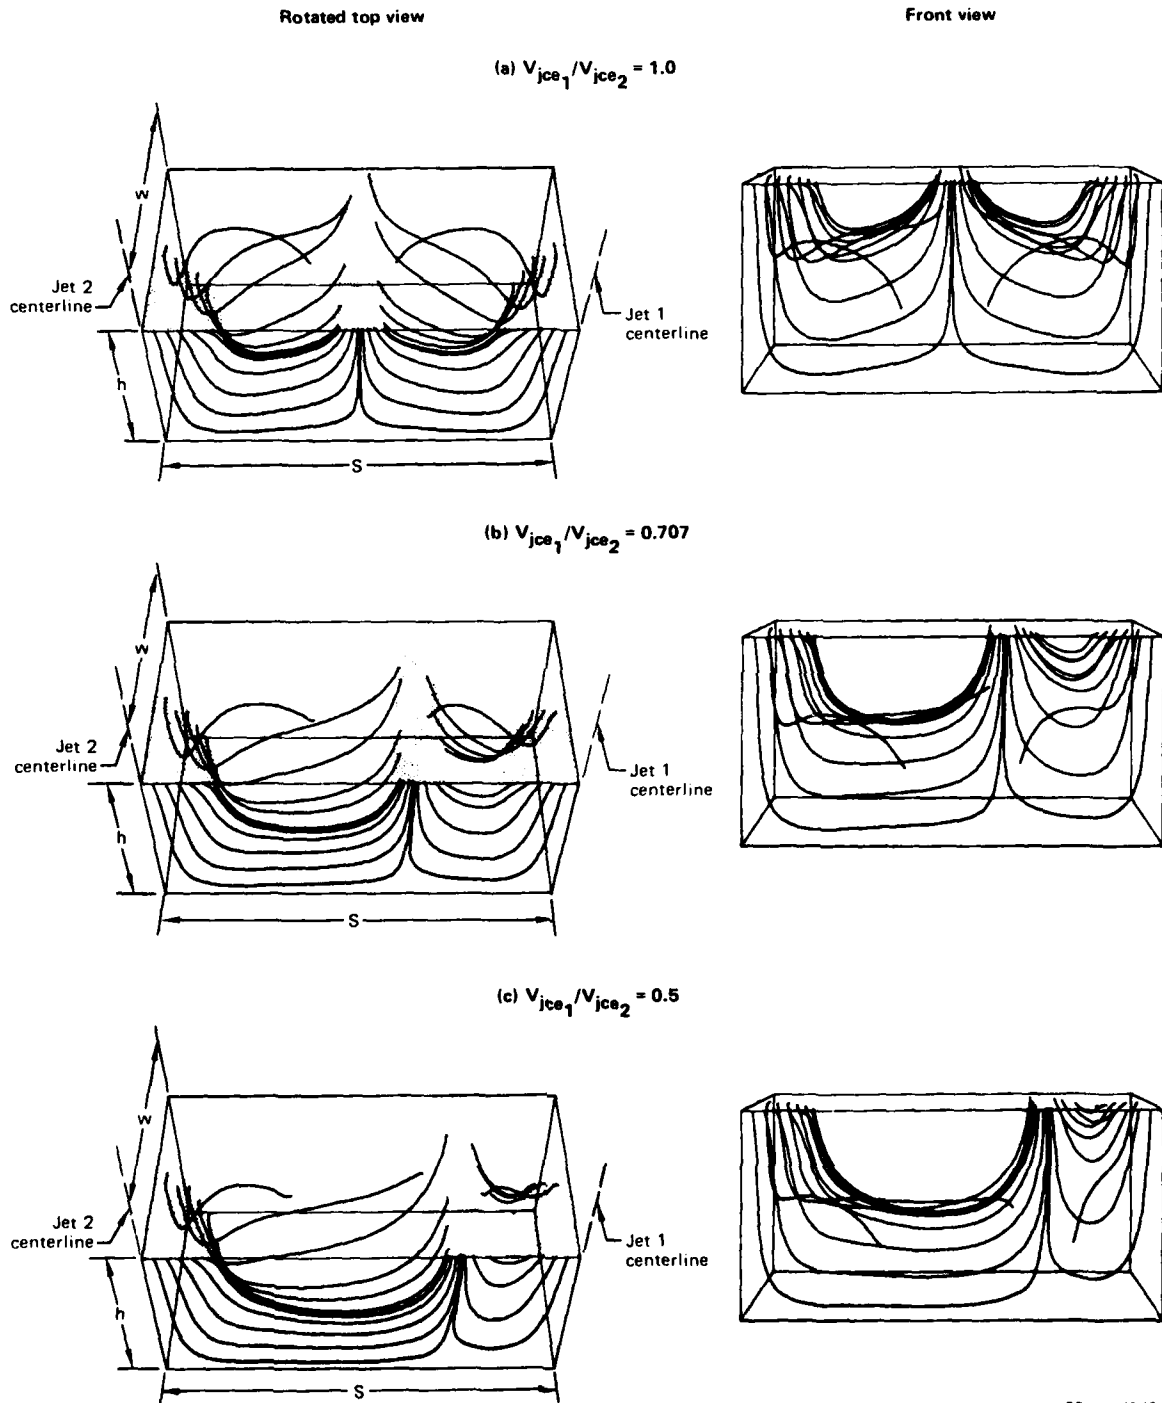 Rotated top view
Front view
(a) Vjce1/Vjce2 = 1.0
w
Jet 2
centerline
Jet 1
centerline
h
S
(b) Vjce1/Vjce2 = 0.707
w
Jet 2
centerline
Jet 1
centerline
h
S
(c) Vjce1/Vjce2 = 0.5
w
Jet 2
centerline
Jet 1
centerline
h
S